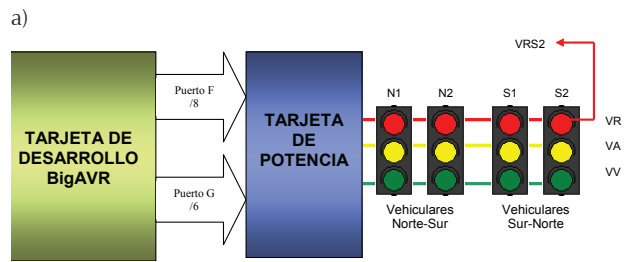 a)
VRS2
N1
N2
S1
S2
Puerto F
/8
TARJETA DE
DESARROLLO
BigAVR
TARJETA
DE
POTENCIA
VR
VA
VV
Puerto G
/6
Vehiculares
Norte-Sur
Vehiculares
Sur-Norte